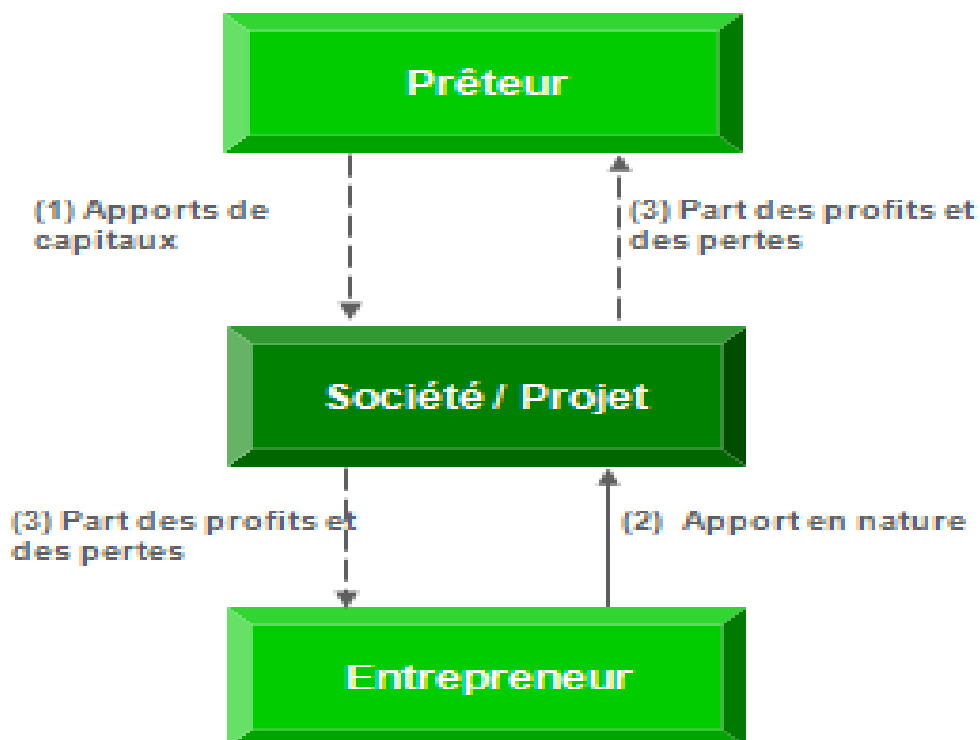 Prêteur
(1) Apports de
capitaux
(3) Part des profits et
des pertes
Société / Projet
(3) Part des profits et
des pertes
(2) Apport en nature
Entrepreneur